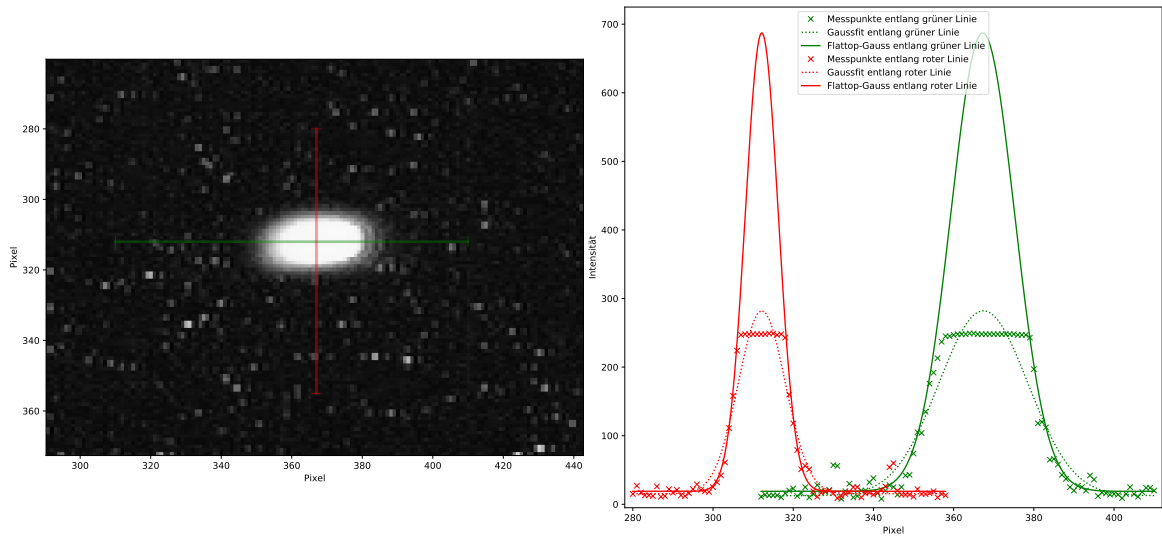 280
300
320
340
360
Pixel
300
320
340
360
380
400
420
440
Pixel
700
600
500
400
300
200
100
0
Intensität
Messpunkte entlang grüner Linie
Gaussfit entlang grüner Linie
Flattop-Gauss entlang grüner Linie
Messpunkte entlang roter Linie
Gaussfit entlang roter Linie
Flattop-Gauss entlang roter Linie
280
300
320
340
360
380
400
Pixel